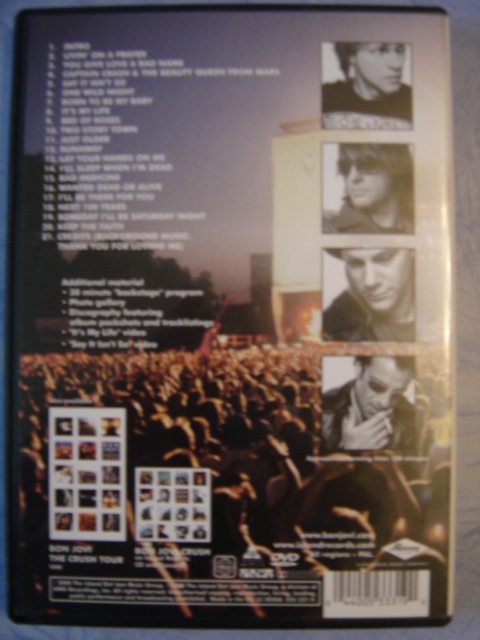 1. INTRO
2. LIVIN' ON A PRAYER
3. YOU GIVE LOVE A BAD NAME
4. CAPTAIN CRASH & THE BEAUTY QUEEN FROM MARS
5. SAY IT ISN'T SO
6. ONE WILD NIGHT
7. BORN TO BE MY BABY
8. IT'S MY LIFE
9. BED OF ROSES
10. TWO STORY TOWN
11. JUST OLDER
12. RUNAWAY
13. LAY YOUR HANDS ON ME
14. I'LL SLEEP WHEN I'M DEAD
15. BAD MEDICINE
16. WANTED DEAD OR ALIVE
17. I'LL BE THERE FOR YOU
18. NEXT 100 YEARS
19. SOMEDAY I'LL BE SATURDAY NIGHT
20. KEEP THE FAITH
21. CREDITS (BACKGROUND MUSIC:
THANK YOU FOR LOVING ME)
Additional material
• 30 minute "backstage" program
• Photo gallery
• Discography featuring
album packshots and tracklistings
• "It's My Life" video
• "Say It Isn't So" video
BON JOVI
THE CRUSH TOUR
BON JOVI CRUSH
www.bonjovi.com
DVD
PAL